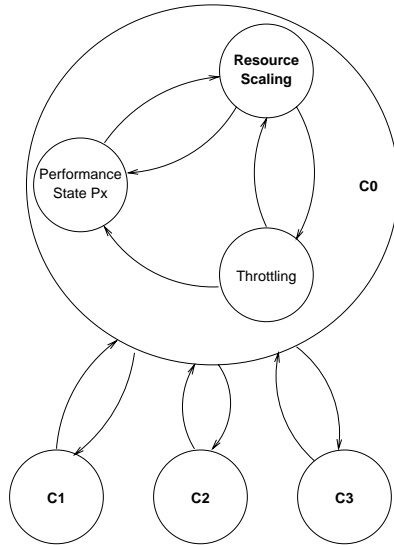 Resource
Scaling
Performance
State Px
C0
Throttling
C1
C2
C3